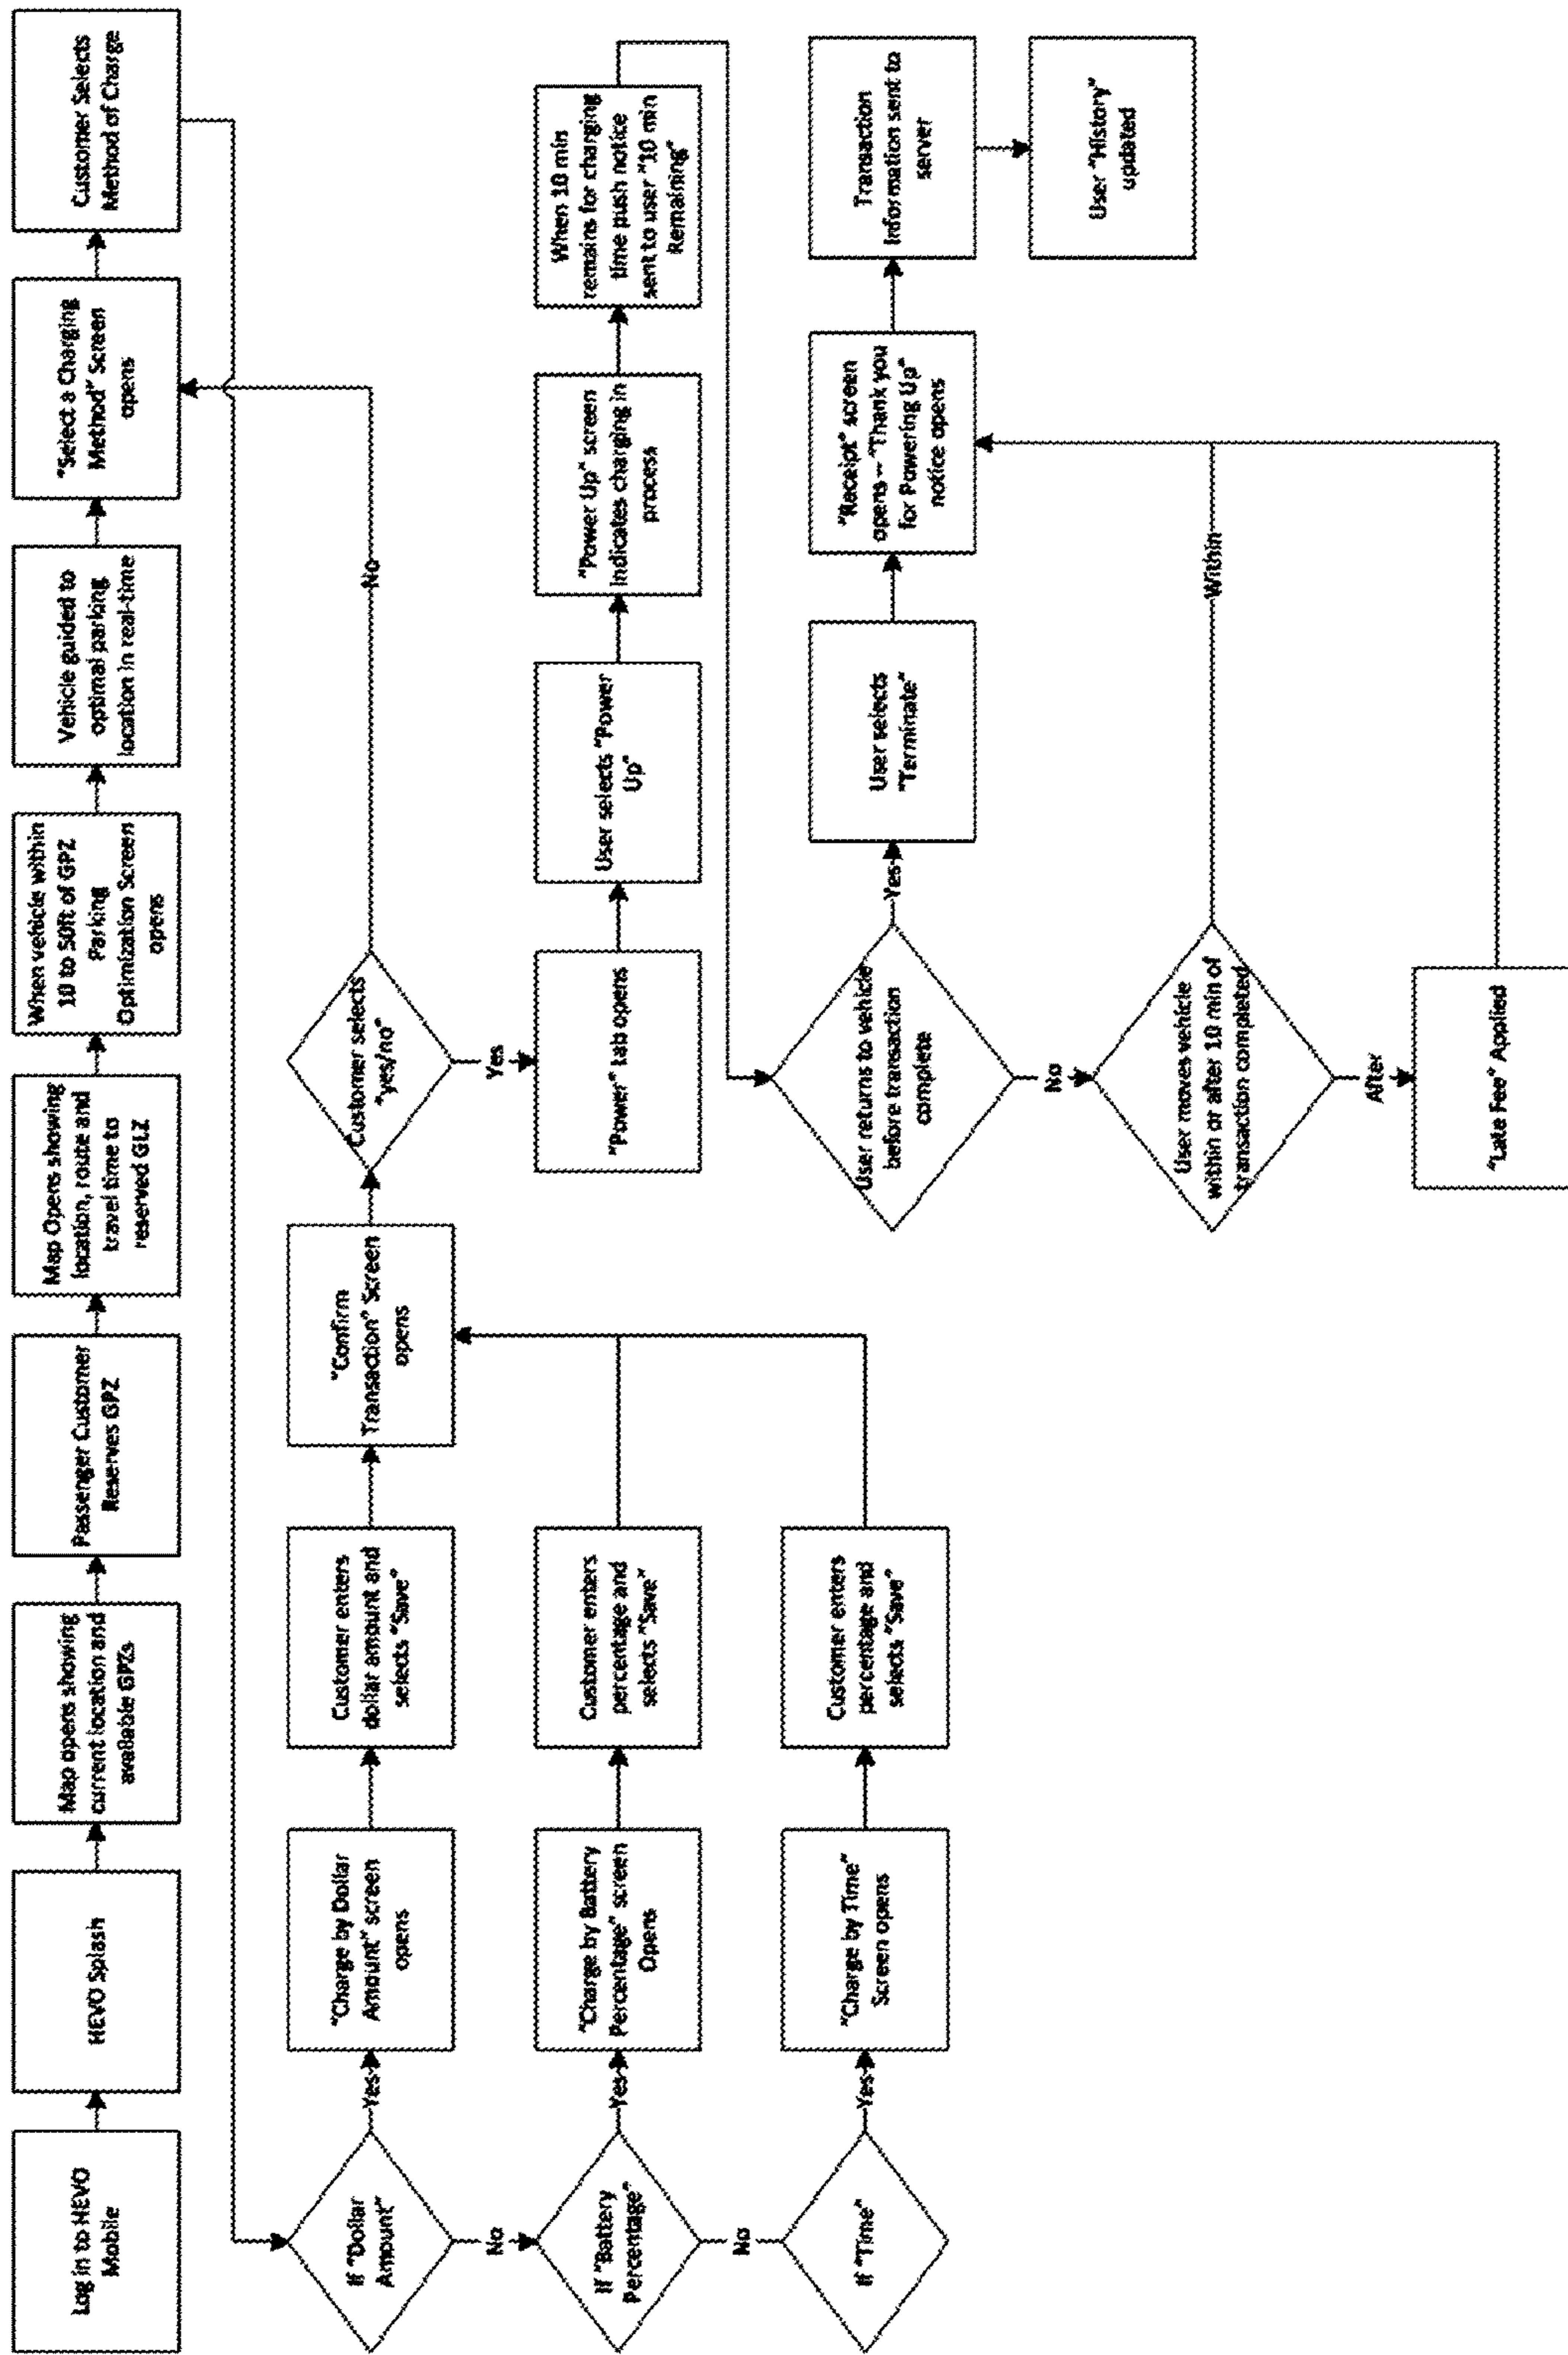 Log in to HEVO
Mobile
HEVO Splash
Map opens showing
current location and
available GPZs
Passenger Customer
Reserves GPZ
Map Opens showing
location, route and
travel time to
reserved GLZ
When vehicle within
10 to 50ft of GPZ
Parking
Optimization Screen
opens
Vehicle guided to
optimal parking
location in real-time
"Select a Charging
Method" Screen
opens
Customer Selects
Method of Charge
If "Dollar
Amount"
Yes
"Charge by Dollar
Amount" screen
opens
Customer enters
dollar amount and
selects "Save"
"Confirm
Transaction" Screen
opens
Customer selects
"yes/no"
No
No
Yes
If "Battery
Percentage"
Yes
"Charge by Battery
Percentage" screen
Opens
Customer enters
percentage and
selects "Save"
"Power" tab opens
User selects "Power
Up"
"Power Up" screen
indicates charging in
process
When 10 min
remains for charging
time push notice
sent to user "10 min
Remaining"
No
If "Time"
Yes
"Charge by Time"
Screen opens
Customer enters
percentage and
selects "Save"
User returns to vehicle
before transaction
complete
Yes
User selects
"Terminate"
"Receipt" screen
opens – "Thank you
for Powering Up"
notice opens
Transaction
information sent to
server
No
User "History"
updated
User moves vehicle
within or after 10 min of
transaction completed
Within
After
"Late Fee" Applied